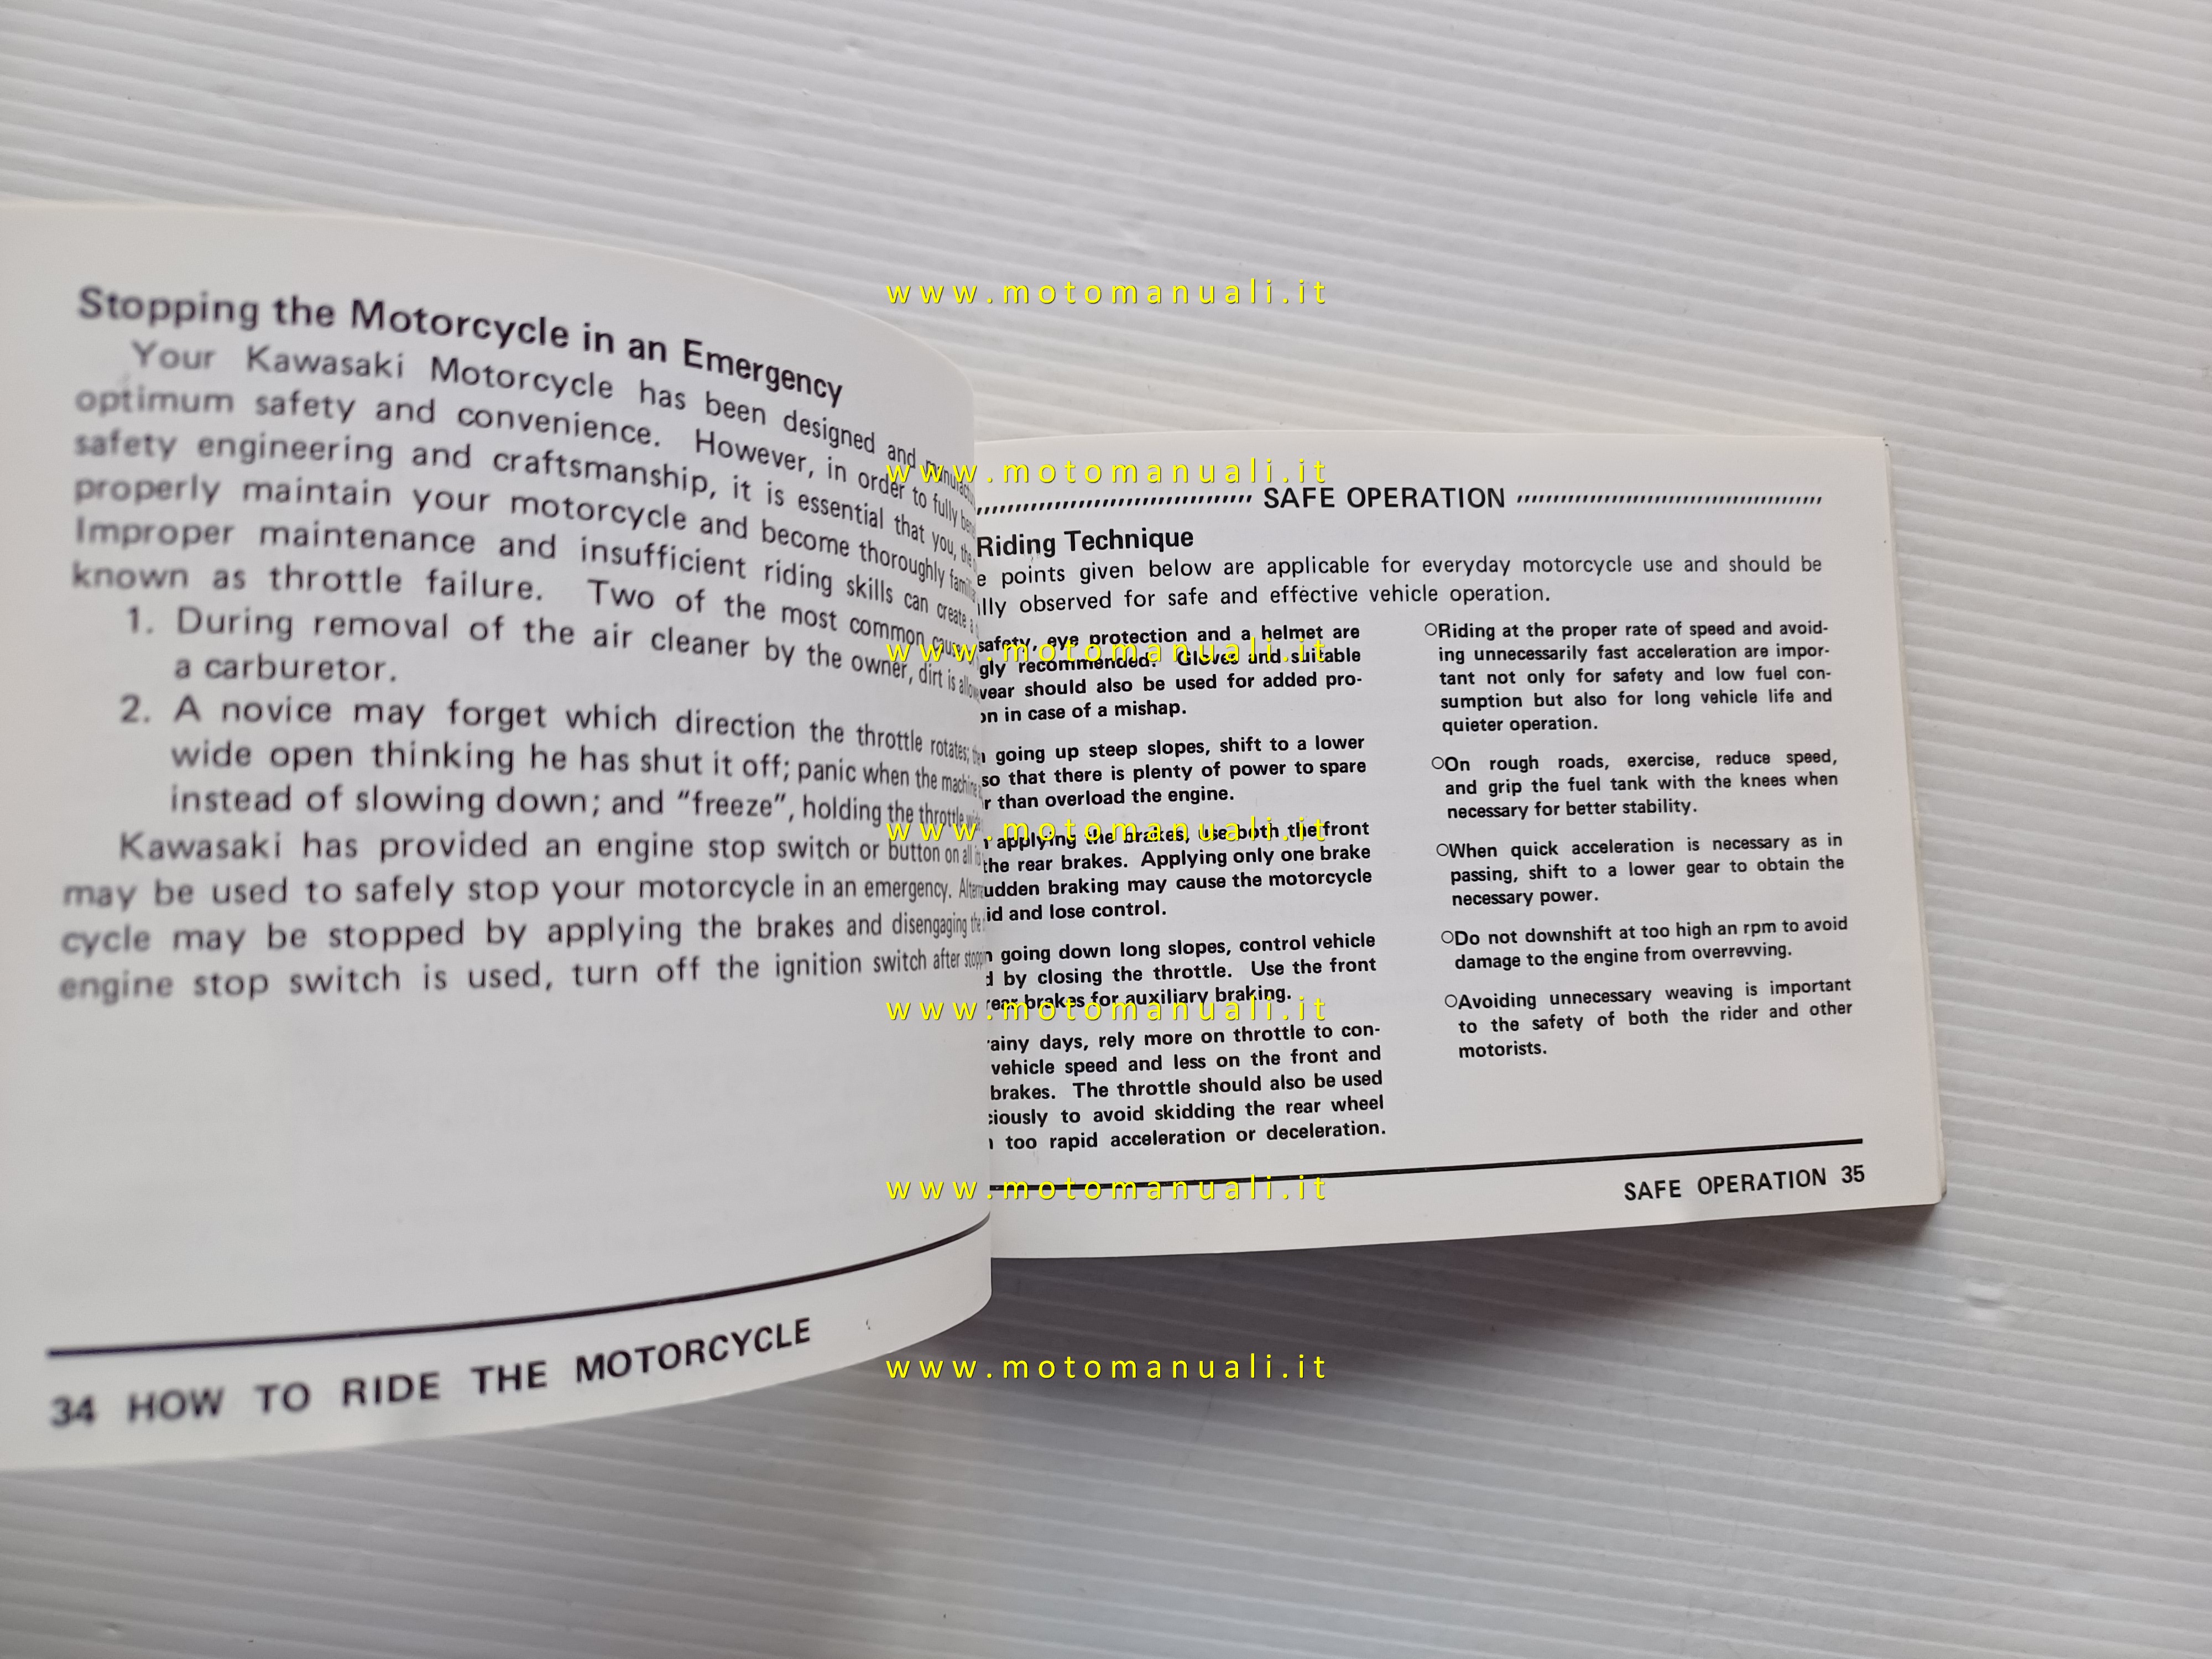 Stopping the Motorcycle in an Emergency
Your Kawasaki Motorcycle has been designed and
optimum safety and convenience. However, in order to fully
safety engineering and craftsmanship, it is essential that you, the
properly maintain your motorcycle and become thoroughly
Improper maintenance and insufficient riding skills can create a
known as throttle failure. Two of the most common
1. During removal of the air cleaner by the owner, dirt is
a carburetor.
2. A novice may forget which direction the throttle rotates;
wide open thinking he has shut it off; panic when the machine
instead of slowing down; and “freeze”, holding the throttle
Kawasaki has provided an engine stop switch or button on all
may be used to safely stop your motorcycle in an emergency.
cycle may be stopped by applying the brakes and disengaging the
engine stop switch is used, turn off the ignition switch after
34 HOW TO RIDE THE MOTORCYCLE
SAFE OPERATION
Riding Technique
points given below are applicable for everyday motorcycle use and should be
observed for safe and effective vehicle operation.
safety, eye protection and a helmet are
recommended. Gloves and suitable
should also be used for added pro-
in case of a mishap.
going up steep slopes, shift to a lower
so that there is plenty of power to spare
than overload the engine.
applying the brakes, use both the front
the rear brakes. Applying only one brake
braking may cause the motorcycle
and lose control.
going down long slopes, control vehicle
by closing the throttle. Use the front
rear brakes for auxiliary braking.
days, rely more on throttle to con-
vehicle speed and less on the front and
brakes. The throttle should also be used
to avoid skidding the rear wheel
too rapid acceleration or deceleration.
○Riding at the proper rate of speed and avoid-
ing unnecessarily fast acceleration are impor-
tant not only for safety and low fuel con-
sumption but also for long vehicle life and
quieter operation.
○On rough roads, exercise, reduce speed,
and grip the fuel tank with the knees when
necessary for better stability.
○When quick acceleration is necessary as in
passing, shift to a lower gear to obtain the
necessary power.
○Do not downshift at too high an rpm to avoid
damage to the engine from overrevving.
○Avoiding unnecessary weaving is important
to the safety of both the rider and other
motorists.
SAFE OPERATION 35
www.motomanuali.it
www.motomanuali.it
www.motomanuali.it
www.motomanuali.it
www.motomanuali.it
www.motomanuali.it
www.motomanuali.it